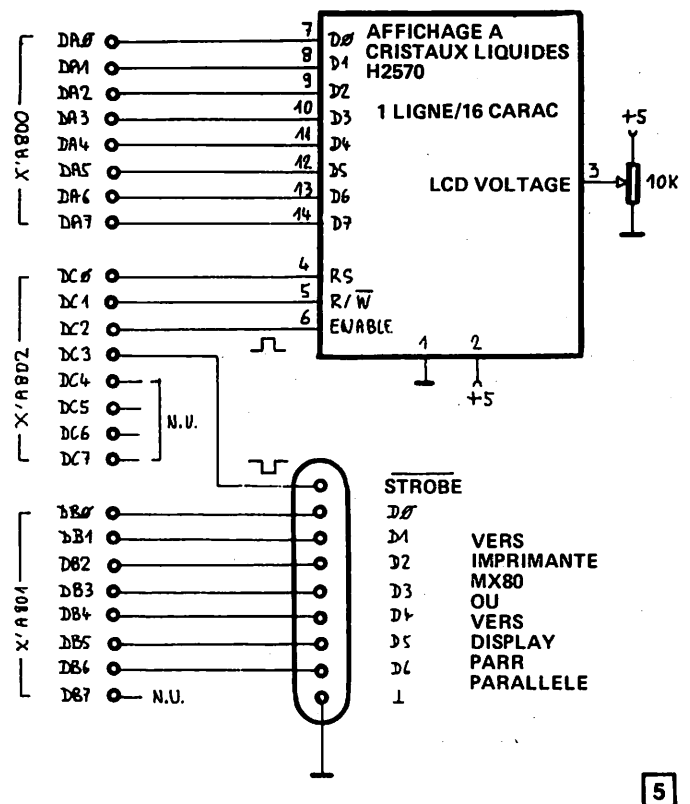 AFFICHAGE A
CRISTAUX LIQUIDES
H2570
1 LIGNE/16 CARAC
LCD VOLTAGE
3
+5
10K
X'A800
DAØ 7 DØ
DA1 8 D1
DA2 9 D2
DA3 10 D3
DA4 11 D4
DA5 12 D5
DA6 13 D6
DA7 14 D7
X'A802
DCØ 4 RS
DC1 5 R/W̅
DC2 6 ENABLE
DC3
DC4
DC5
DC6
DC7
N.U.
1 2
+5
X'A801
DBØ
DB1
DB2
DB3
DB4
DB5
DB6
DB7 N.U.
STROBE
DØ
D1
D2
D3
D4
D5
D6
⊥
VERS
IMPRIMANTE
MX80
OU
VERS
DISPLAY
PARR
PARALLELE
5